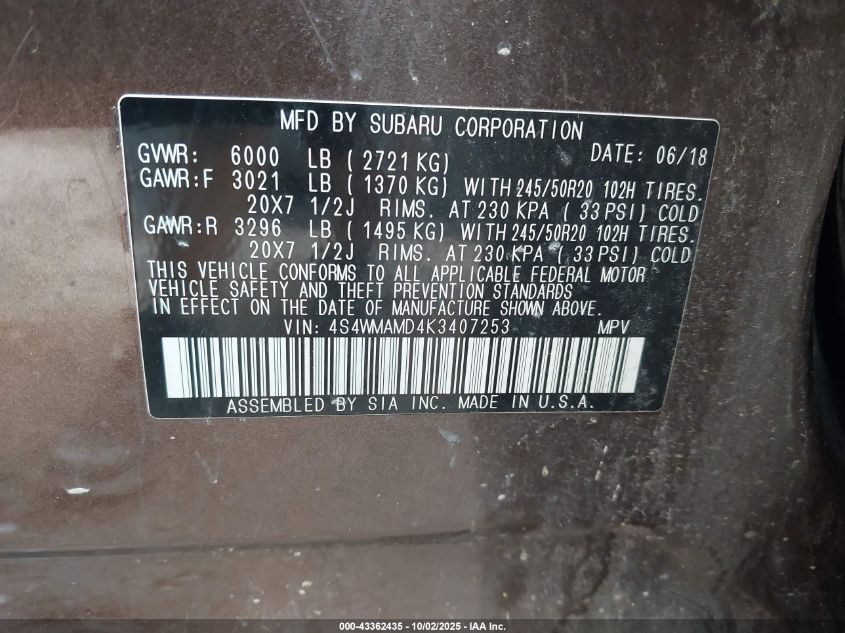 MFD BY SUBARU CORPORATION
GVWR: 6000 LB ( 2721 KG) DATE: 06/18
GAWR:F 3021 LB ( 1370 KG) WITH 245/50R20 102H TIRES.
20X7 1/2J RIMS. AT 230 KPA ( 33 PSI) COLD
GAWR:R 3296 LB ( 1495 KG) WITH 245/50R20 102H TIRES.
20X7 1/2J RIMS. AT 230 KPA ( 33 PSI) COLD
THIS VEHICLE CONFORMS TO ALL APPLICABLE FEDERAL MOTOR
VEHICLE SAFETY AND THEFT PREVENTION STANDARDS
IN EFFECT ON THE DATE OF MANUFACTURE SHOWN ABOVE.
VIN: 4S4WMAMD4K3407253 MPV
ASSEMBLED BY SIA INC. MADE IN U.S.A.
000-43362435 - 10/02/2025 - IAA Inc.